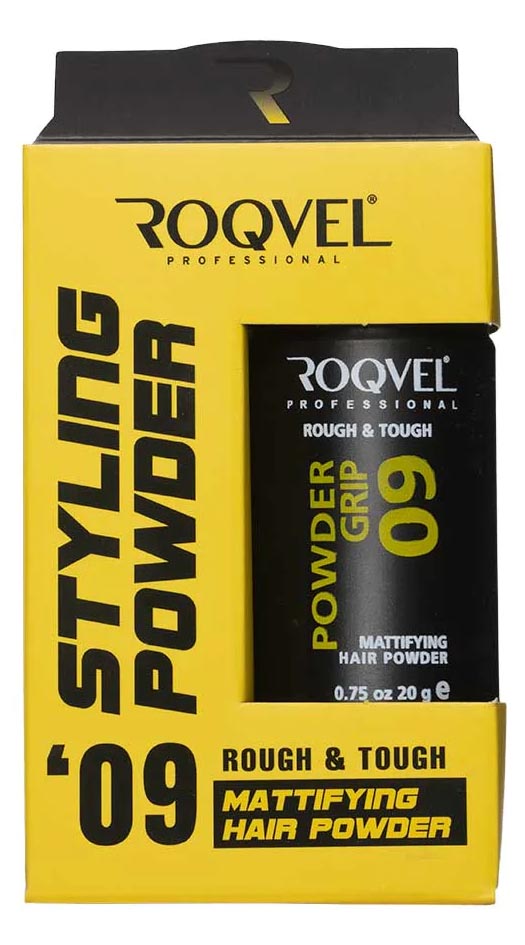 R
ROQVEL®
PROFESSIONAL
STYLING
POWDER
'09
ROUGH & TOUGH
MATTIFYING
HAIR POWDER
ROQVEL®
PROFESSIONAL
ROUGH & TOUGH
POWDER
GRIP
09
MATTIFYING
HAIR POWDER
0.75 oz 20 g e